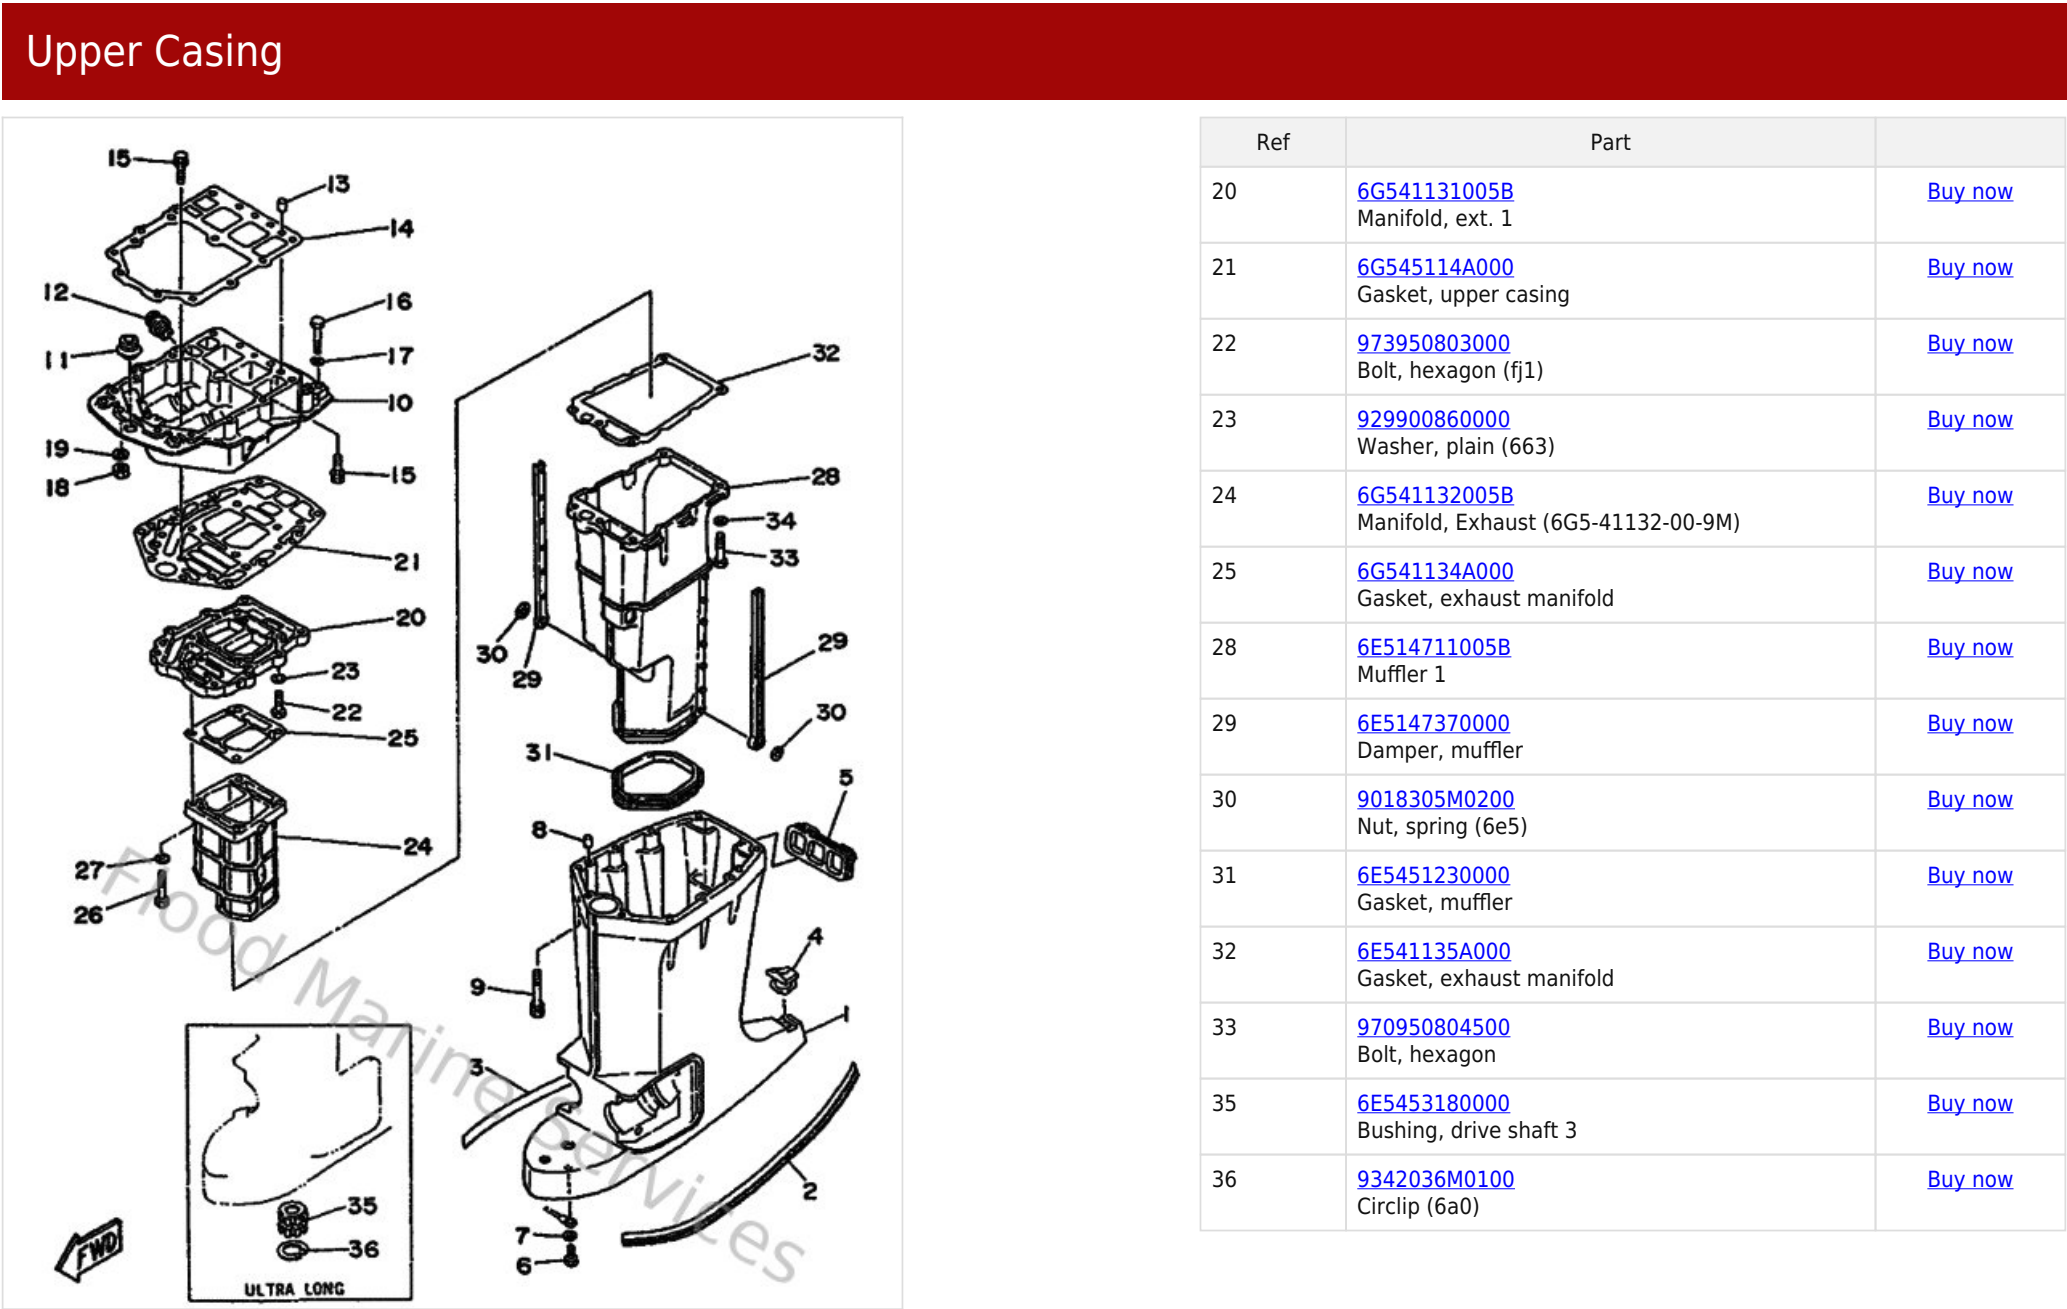 Upper Casing
15
13
14
12
16
11
17
10
19
18
15
21
20
23
22
25
24
27
26
32
28
34
33
30
29
29
30
31
5
8
4
9
1
3
2
7
6
35
36
ULTRA LONG
FWD
Flood Marine Services
Ref Part
20 6G541131005B Buy now
Manifold, ext. 1
21 6G545114A000 Buy now
Gasket, upper casing
22 973950803000 Buy now
Bolt, hexagon (fj1)
23 929900860000 Buy now
Washer, plain (663)
24 6G541132005B Buy now
Manifold, Exhaust (6G5-41132-00-9M)
25 6G541134A000 Buy now
Gasket, exhaust manifold
28 6E514711005B Buy now
Muffler 1
29 6E5147370000 Buy now
Damper, muffler
30 9018305M0200 Buy now
Nut, spring (6e5)
31 6E5451230000 Buy now
Gasket, muffler
32 6E541135A000 Buy now
Gasket, exhaust manifold
33 970950804500 Buy now
Bolt, hexagon
35 6E5453180000 Buy now
Bushing, drive shaft 3
36 9342036M0100 Buy now
Circlip (6a0)